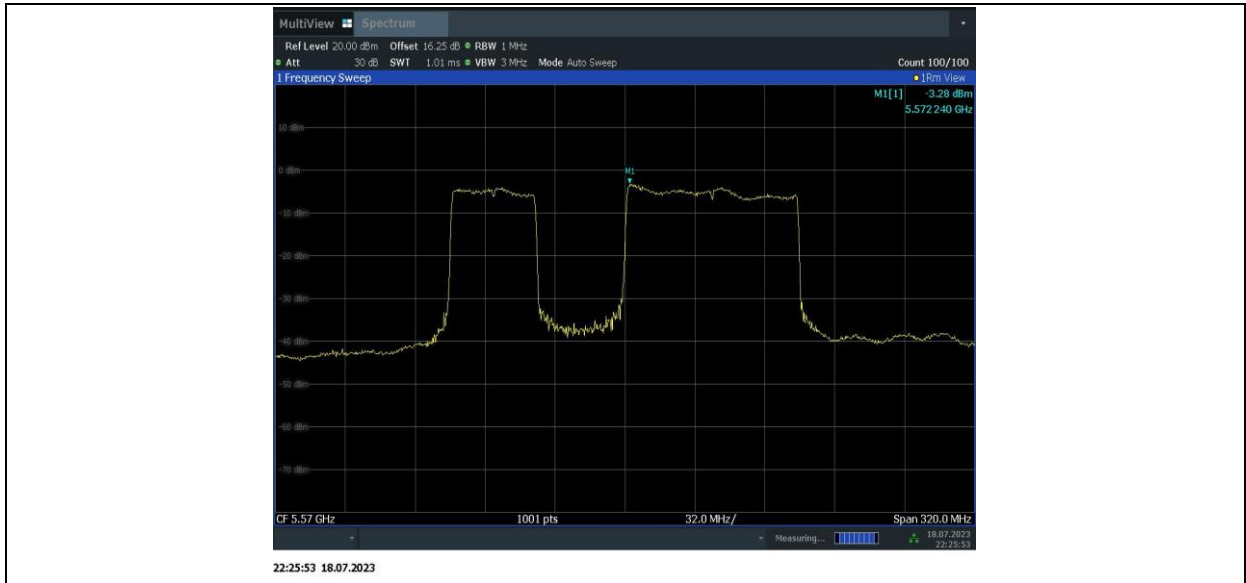 MultiView Spectrum
Ref Level 20.00 dBm Offset 16.25 dB RBW 1 MHz
Att 30 dB SWT 1.01 ms VBW 3 MHz Mode Auto Sweep Count 100/100
1 Frequency Sweep 1Rm View
M1[1] -3.28 dBm
5.572 240 GHz
10 dBm
0 dBm
M1
-10 dBm
-20 dBm
-30 dBm
-40 dBm
-50 dBm
-60 dBm
-70 dBm
CF 5.57 GHz 1001 pts 32.0 MHz/ Span 320.0 MHz
Measuring... 18.07.2023
22:25:53
22:25:53 18.07.2023